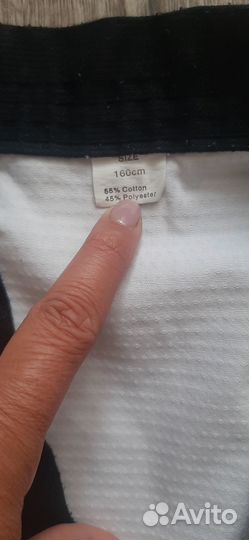 SIZE
160cm
55% Cotton
45% Polyester
Avito